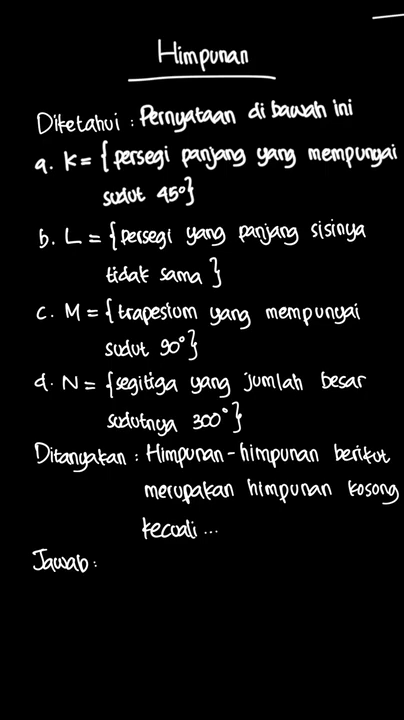 Himpunan
Diketahui : Pernyataan di bawah ini
a. K = { persegi panjang yang mempunyai
sudut 45° }
b. L = { persegi yang panjang sisinya
tidak sama }
c. M = { trapesium yang mempunyai
sudut 90° }
d. N = { segitiga yang jumlah besar
sudutnya 300° }
Ditanyakan : Himpunan - himpunan berikut
merupakan himpunan kosong
kecuali ...
Jawab :